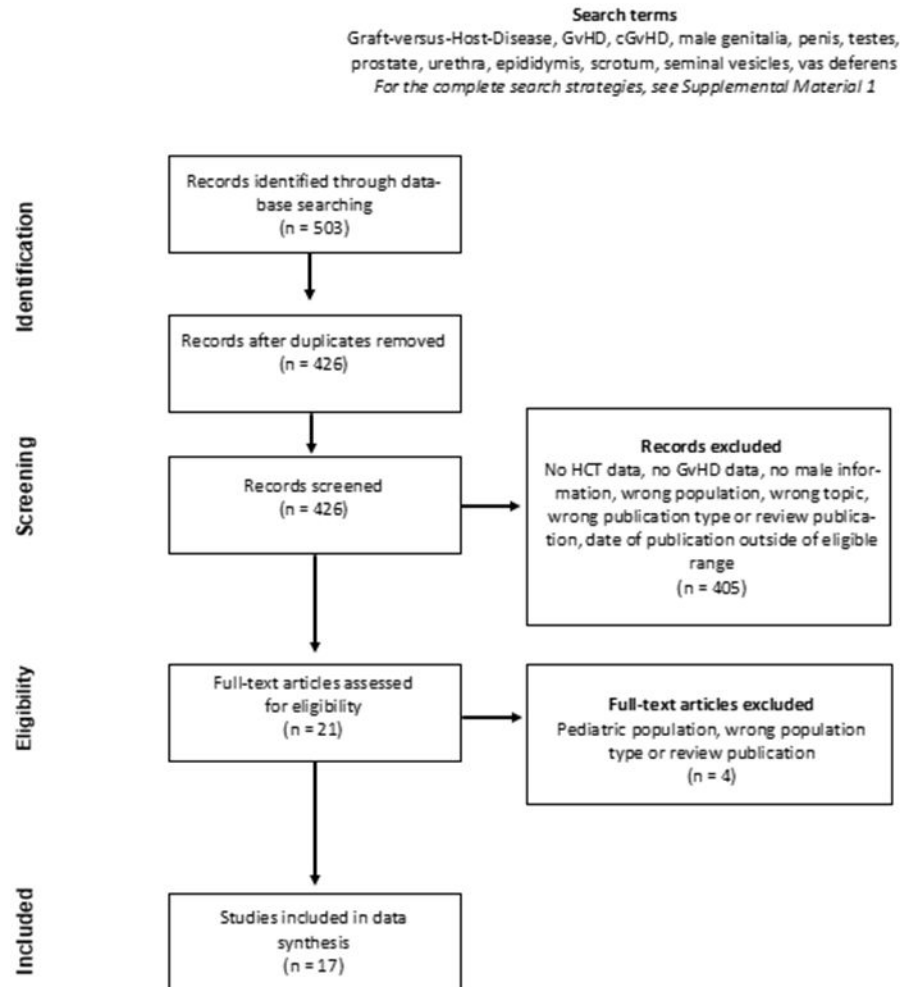 Search terms
Graft-versus-Host-Disease, GvHD, cGvHD, male genitalia, penis, testes,
prostate, urethra, epididymis, scrotum, seminal vesicles, vas deferens
For the complete search strategies, see Supplemental Material 1
Identification
Records identified through data-
base searching
(n = 503)
Records after duplicates removed
(n = 426)
Screening
Records screened
(n = 426)
Records excluded
No HCT data, no GvHD data, no male infor-
mation, wrong population, wrong topic,
wrong publication type or review publica-
tion, date of publication outside of eligible
range
(n = 405)
Eligibility
Full-text articles assessed
for eligibility
(n = 21)
Full-text articles excluded
Pediatric population, wrong population
type or review publication
(n = 4)
Included
Studies included in data
synthesis
(n = 17)